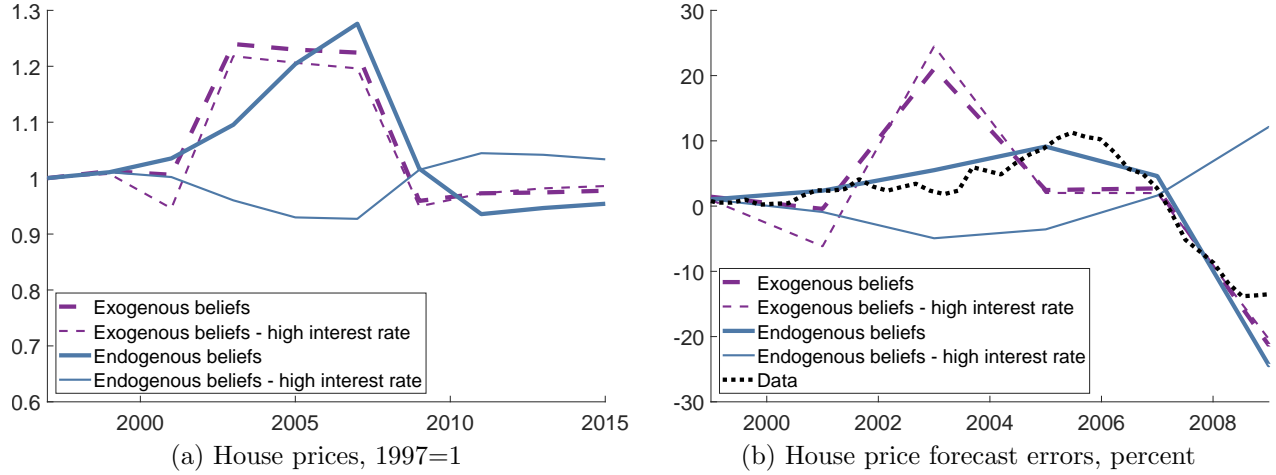 1.3
1.2
1.1
1
0.9
0.8
0.7
0.6
2000
2005
2010
2015
Exogenous beliefs
Exogenous beliefs - high interest rate
Endogenous beliefs
Endogenous beliefs - high interest rate
(a) House prices, 1997=1
30
20
10
0
-10
-20
-30
2000
2002
2004
2006
2008
Exogenous beliefs
Exogenous beliefs - high interest rate
Endogenous beliefs
Endogenous beliefs - high interest rate
Data
(b) House price forecast errors, percent